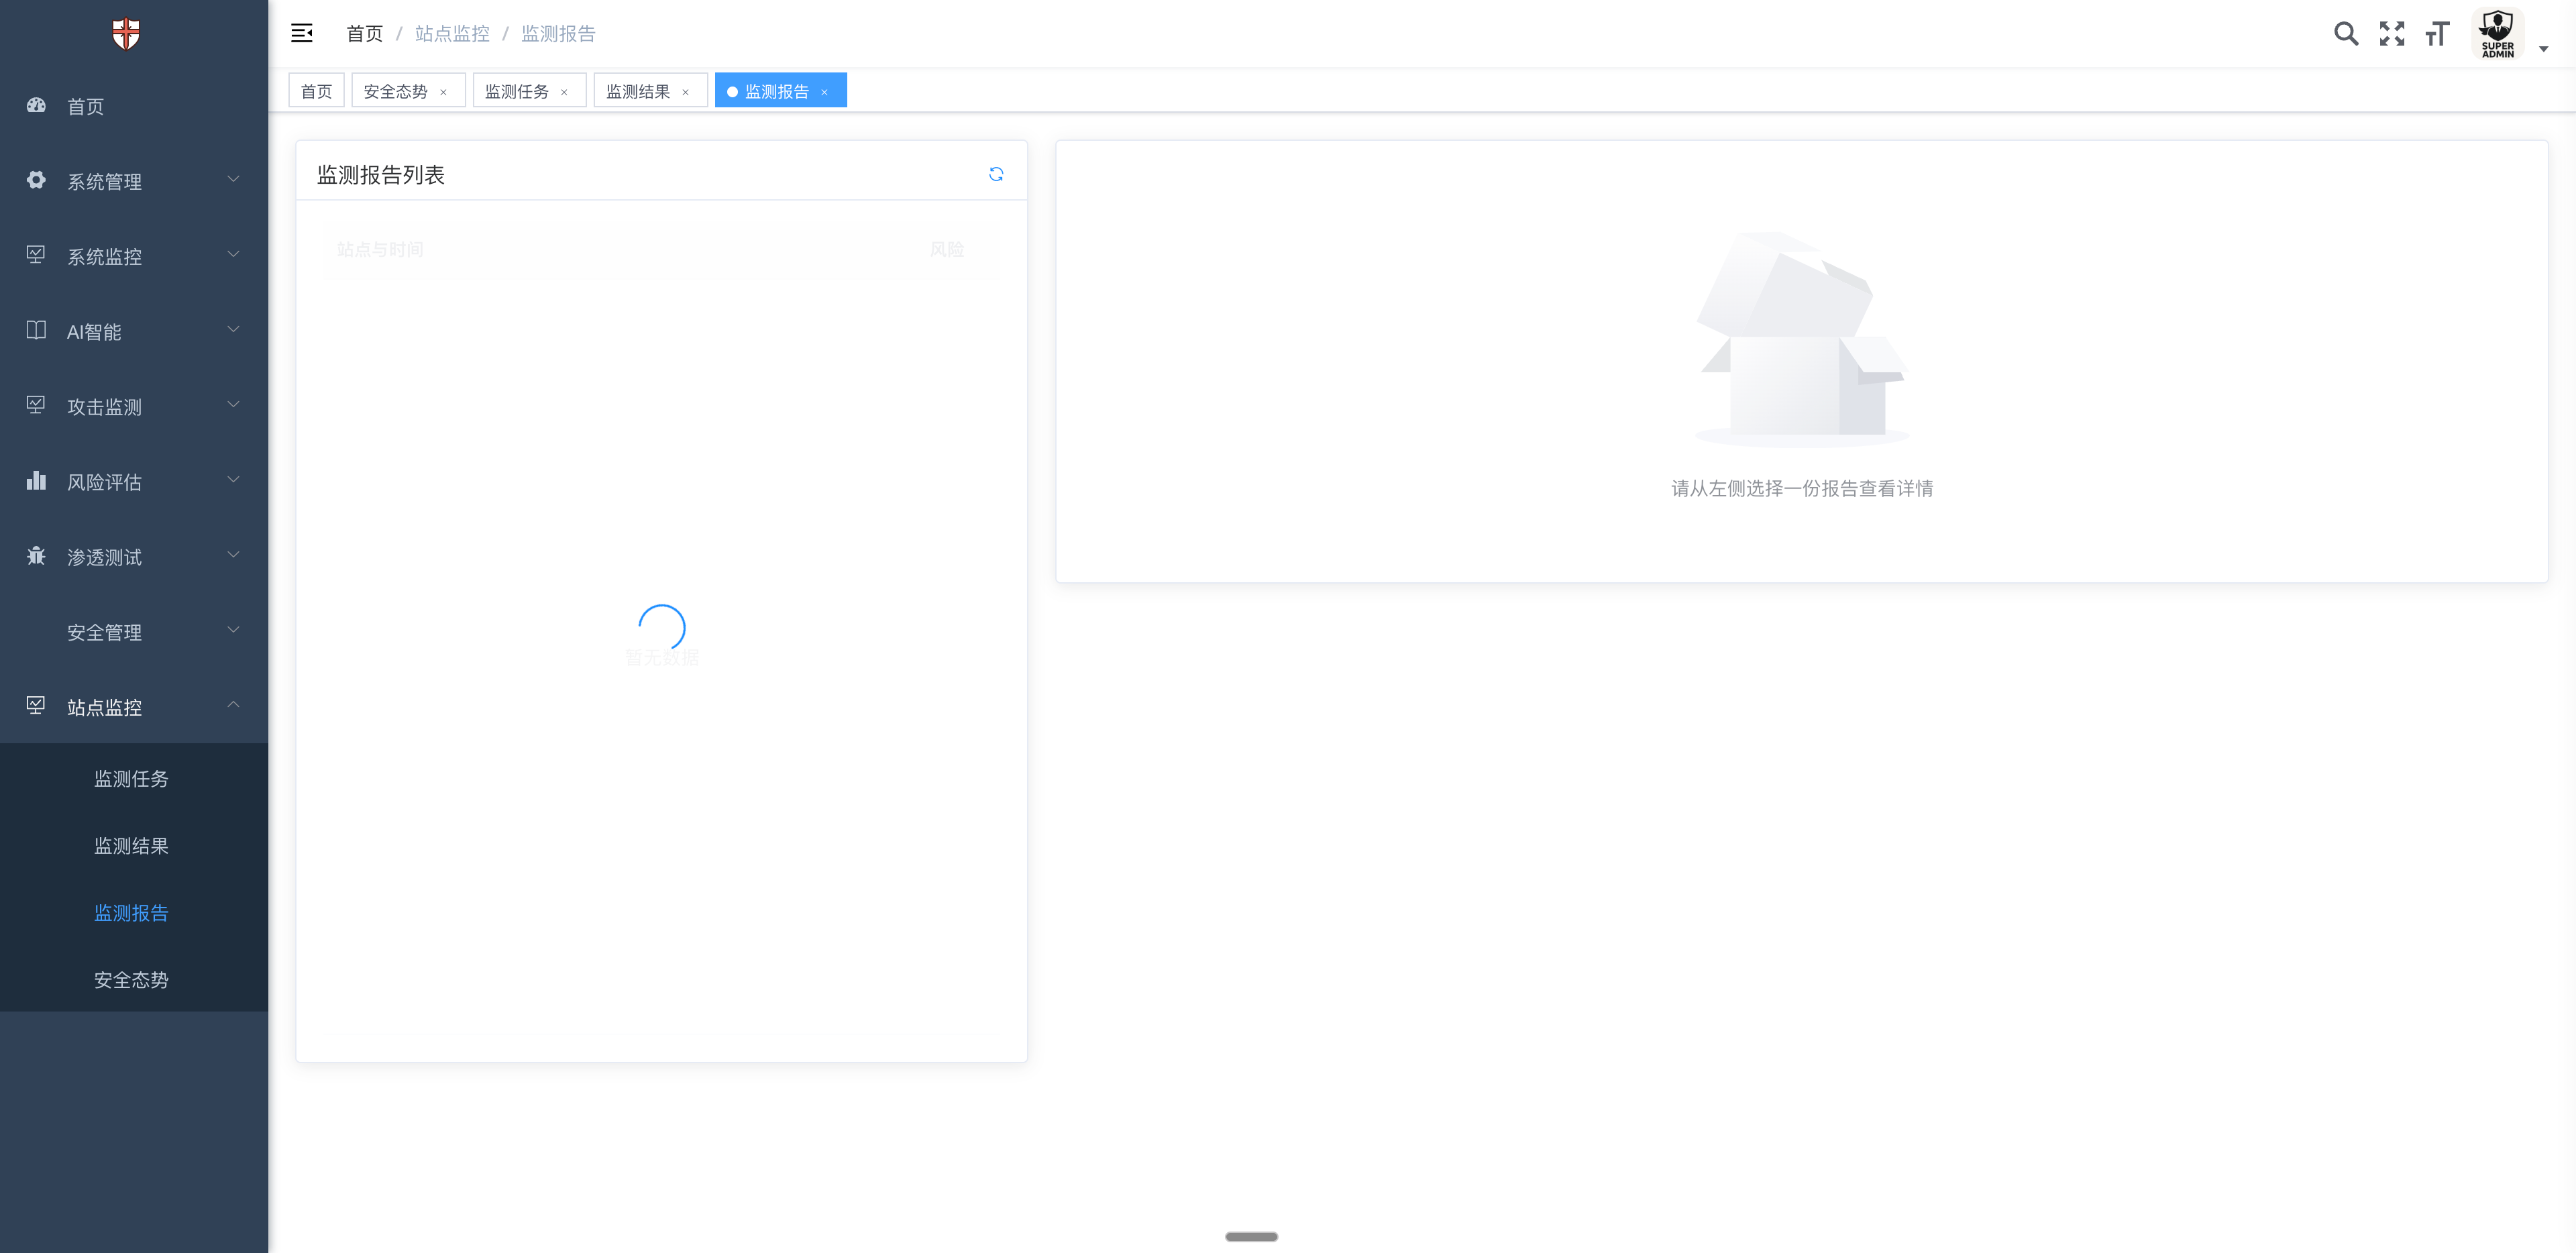 首页 / 站点监控 / 监测报告
SUPER
ADMIN
首页
安全态势 ×
监测任务 ×
监测结果 ×
监测报告 ×
首页
系统管理
系统监控
AI智能
攻击监测
风险评估
渗透测试
安全管理
站点监控
监测任务
监测结果
监测报告
安全态势
监测报告列表
站点与时间 风险
暂无数据
请从左侧选择一份报告查看详情